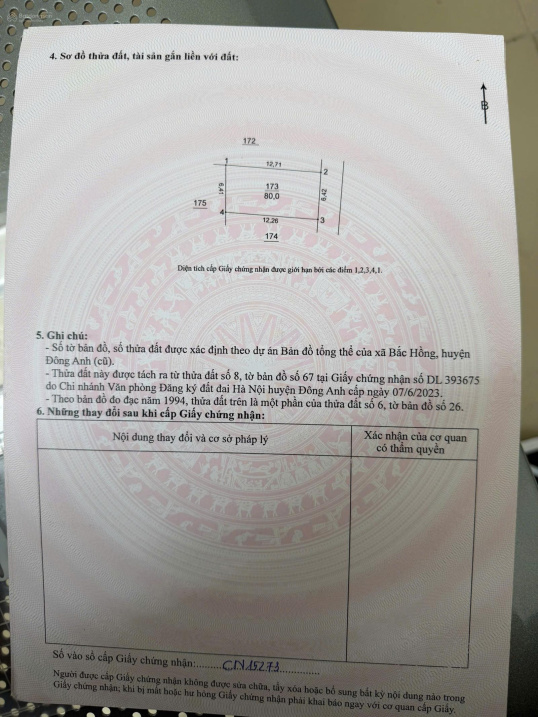 4. Sơ đồ thửa đất, tài sản gắn liền với đất:
B
172
1
12,71
2
6,41
173
80,0
6,42
175
4
12,26
3
174
Diện tích cấp Giấy chứng nhận được giới hạn bởi các điểm 1,2,3,4,1.
5. Ghi chú:
- Số tờ bản đồ, số thửa đất được xác định theo dự án Bản đồ tổng thể của xã Bắc Hồng, huyện
Đông Anh (cũ).
- Thửa đất này được tách ra từ thửa đất số 8, tờ bản đồ số 67 tại Giấy chứng nhận số DL 393675
do Chi nhánh Văn phòng Đăng ký đất đai Hà Nội huyện Đông Anh cấp ngày 07/6/2023.
- Theo bản đồ đo đạc năm 1994, thửa đất trên là một phần của thửa đất số 6, tờ bản đồ số 26.
6. Những thay đổi sau khi cấp Giấy chứng nhận:
Nội dung thay đổi và cơ sở pháp lý
Xác nhận của cơ quan
có thẩm quyền
Số vào sổ cấp Giấy chứng nhận:.........CN15273...............
Người được cấp Giấy chứng nhận không được sửa chữa, tẩy xóa hoặc bổ sung bất kỳ nội dung nào trong
Giấy chứng nhận; khi bị mất hoặc hư hỏng Giấy chứng nhận phải khai báo ngay với cơ quan cấp Giấy.